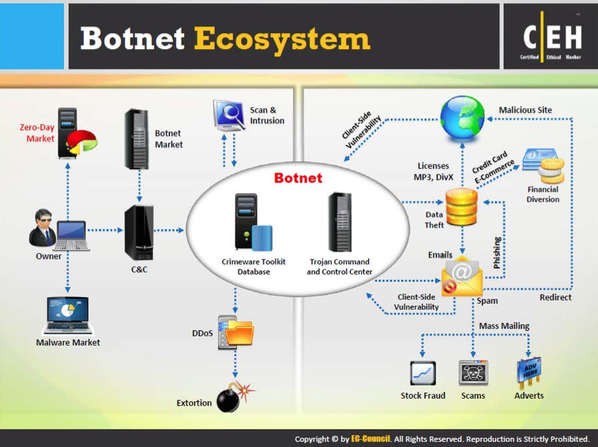 Botnet Ecosystem
C|EH
Certified Ethical Hacker
Zero-Day
Market
Botnet
Market
Scan &
Intrusion
Owner
C&C
Malware Market
Botnet
Crimeware Toolkit
Database
Trojan Command
and Control Center
DDoS
Extortion
Client-Side
Vulnerability
Malicious Site
Licenses
MP3, DivX
Credit Card
E-Commerce
Financial
Diversion
Data
Theft
Emails
Phishing
Client-Side
Vulnerability
Spam
Redirect
Mass Mailing
Stock Fraud
Scams
ADV
HERE
Adverts
Copyright © by EC-Council. All Rights Reserved. Reproduction is Strictly Prohibited.